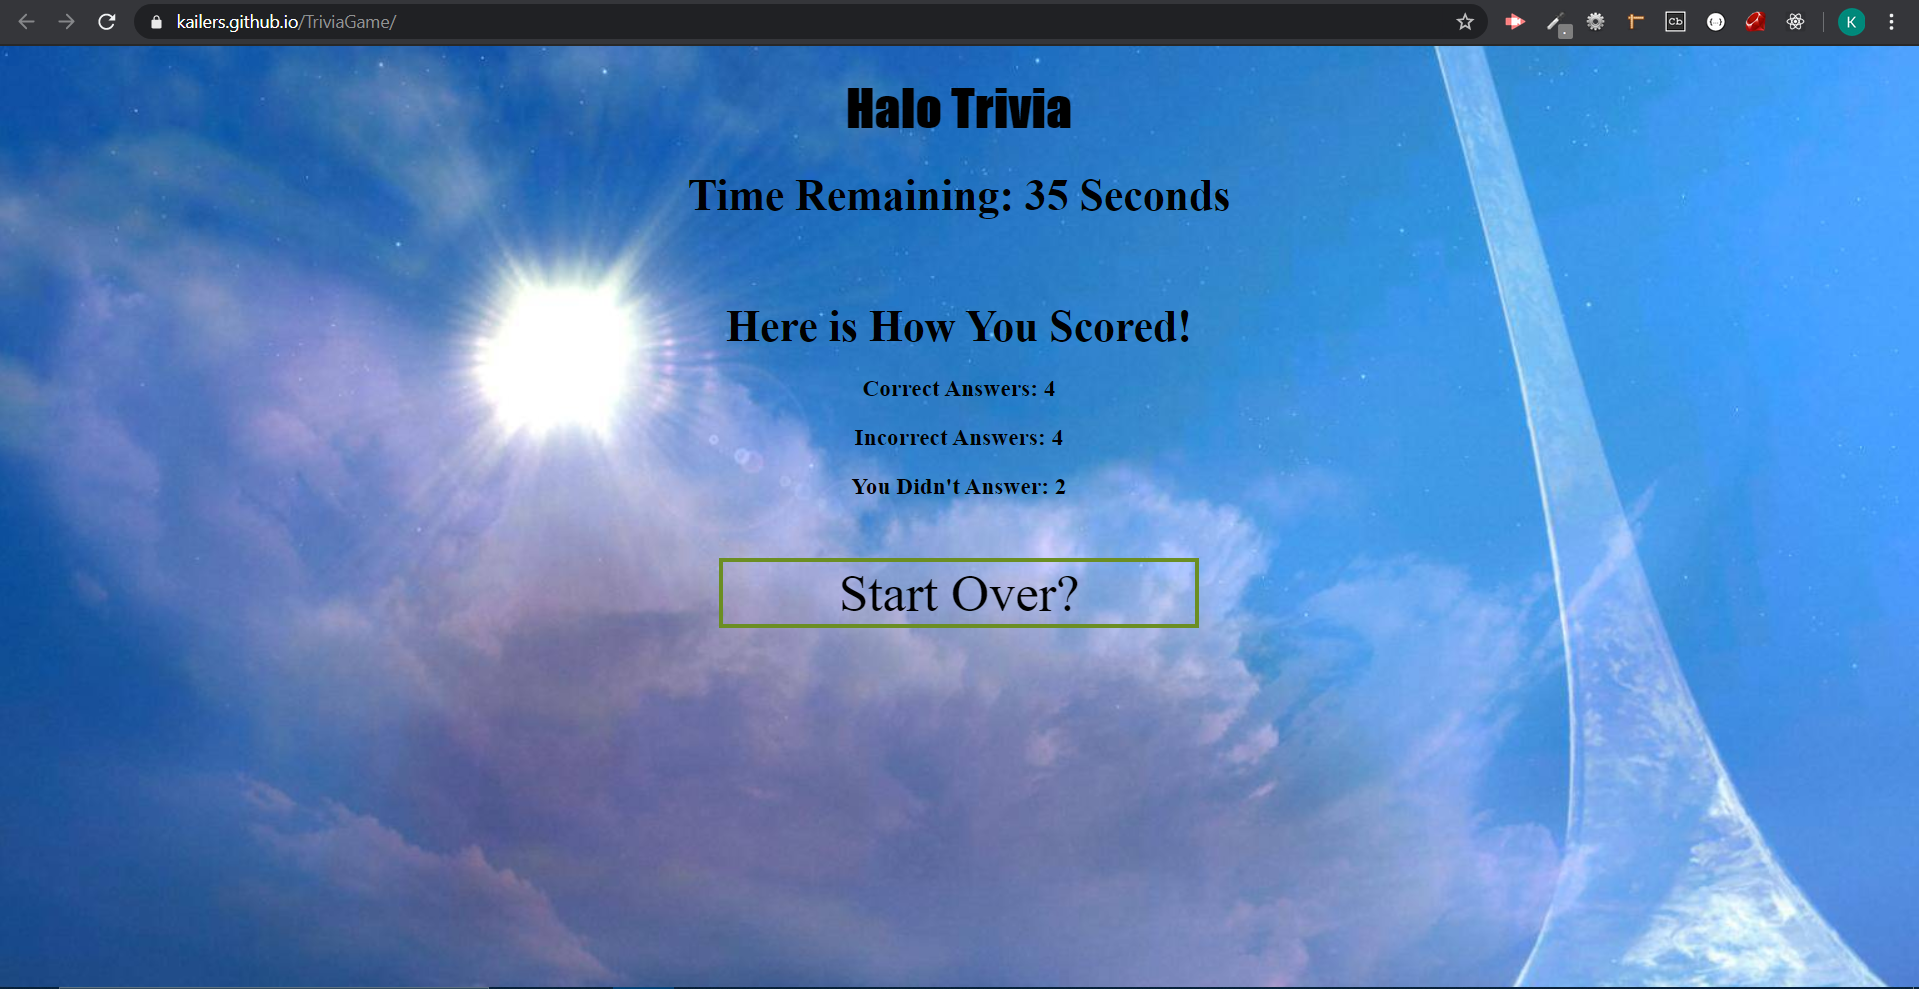 kailers.github.io/TriviaGame/
Cb
K
Halo Trivia
Time Remaining: 35 Seconds
Here is How You Scored!
Correct Answers: 4
Incorrect Answers: 4
You Didn't Answer: 2
Start Over?